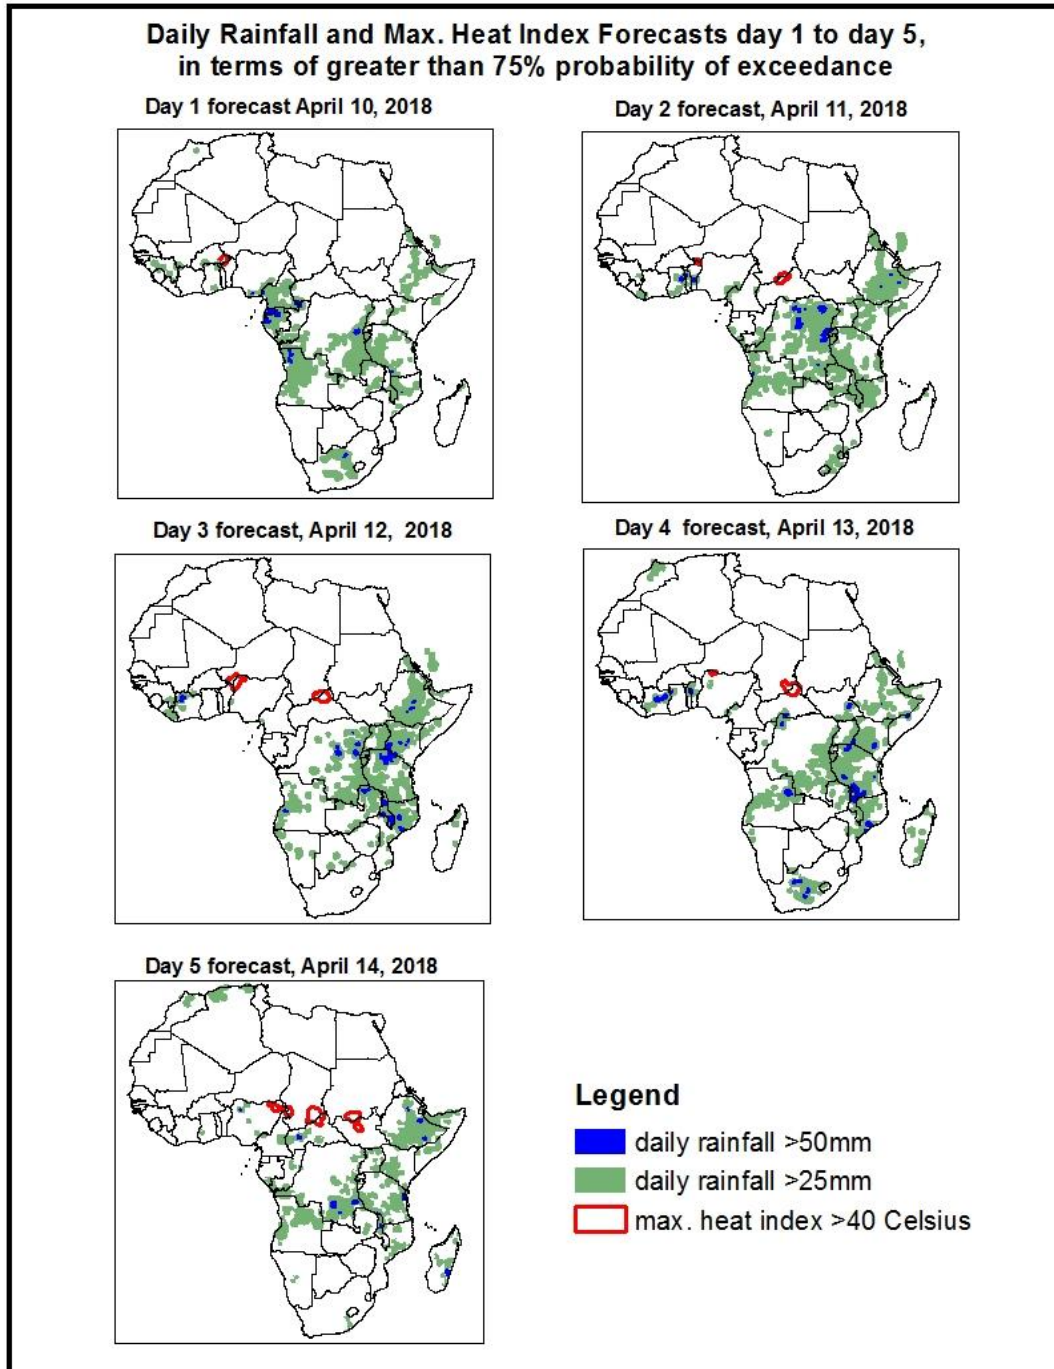 Daily Rainfall and Max. Heat Index Forecasts day 1 to day 5,
in terms of greater than 75% probability of exceedance
Day 1 forecast April 10, 2018
Day 2 forecast, April 11, 2018
Day 3 forecast, April 12, 2018
Day 4 forecast, April 13, 2018
Day 5 forecast, April 14, 2018
Legend
daily rainfall >50mm
daily rainfall >25mm
max. heat index >40 Celsius